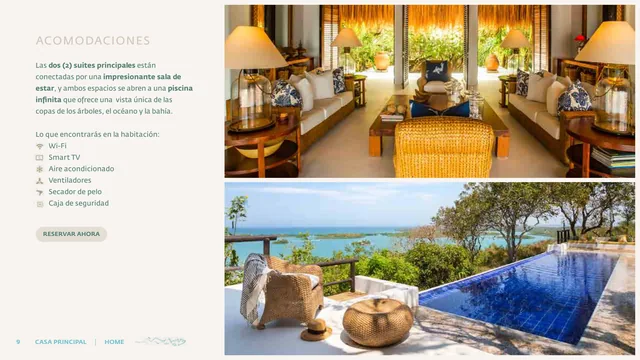 ACOMODACIONES
Las dos (2) suites principales están
conectadas por una impresionante sala de
estar, y ambos espacios se abren a una piscina
infinita que ofrece una vista única de las
copas de los árboles, el océano y la bahía.
Lo que encontrarás en la habitación:
Wi-Fi
Smart TV
Aire acondicionado
Ventiladores
Secador de pelo
Caja de seguridad
RESERVAR AHORA
9 CASA PRINCIPAL | HOME